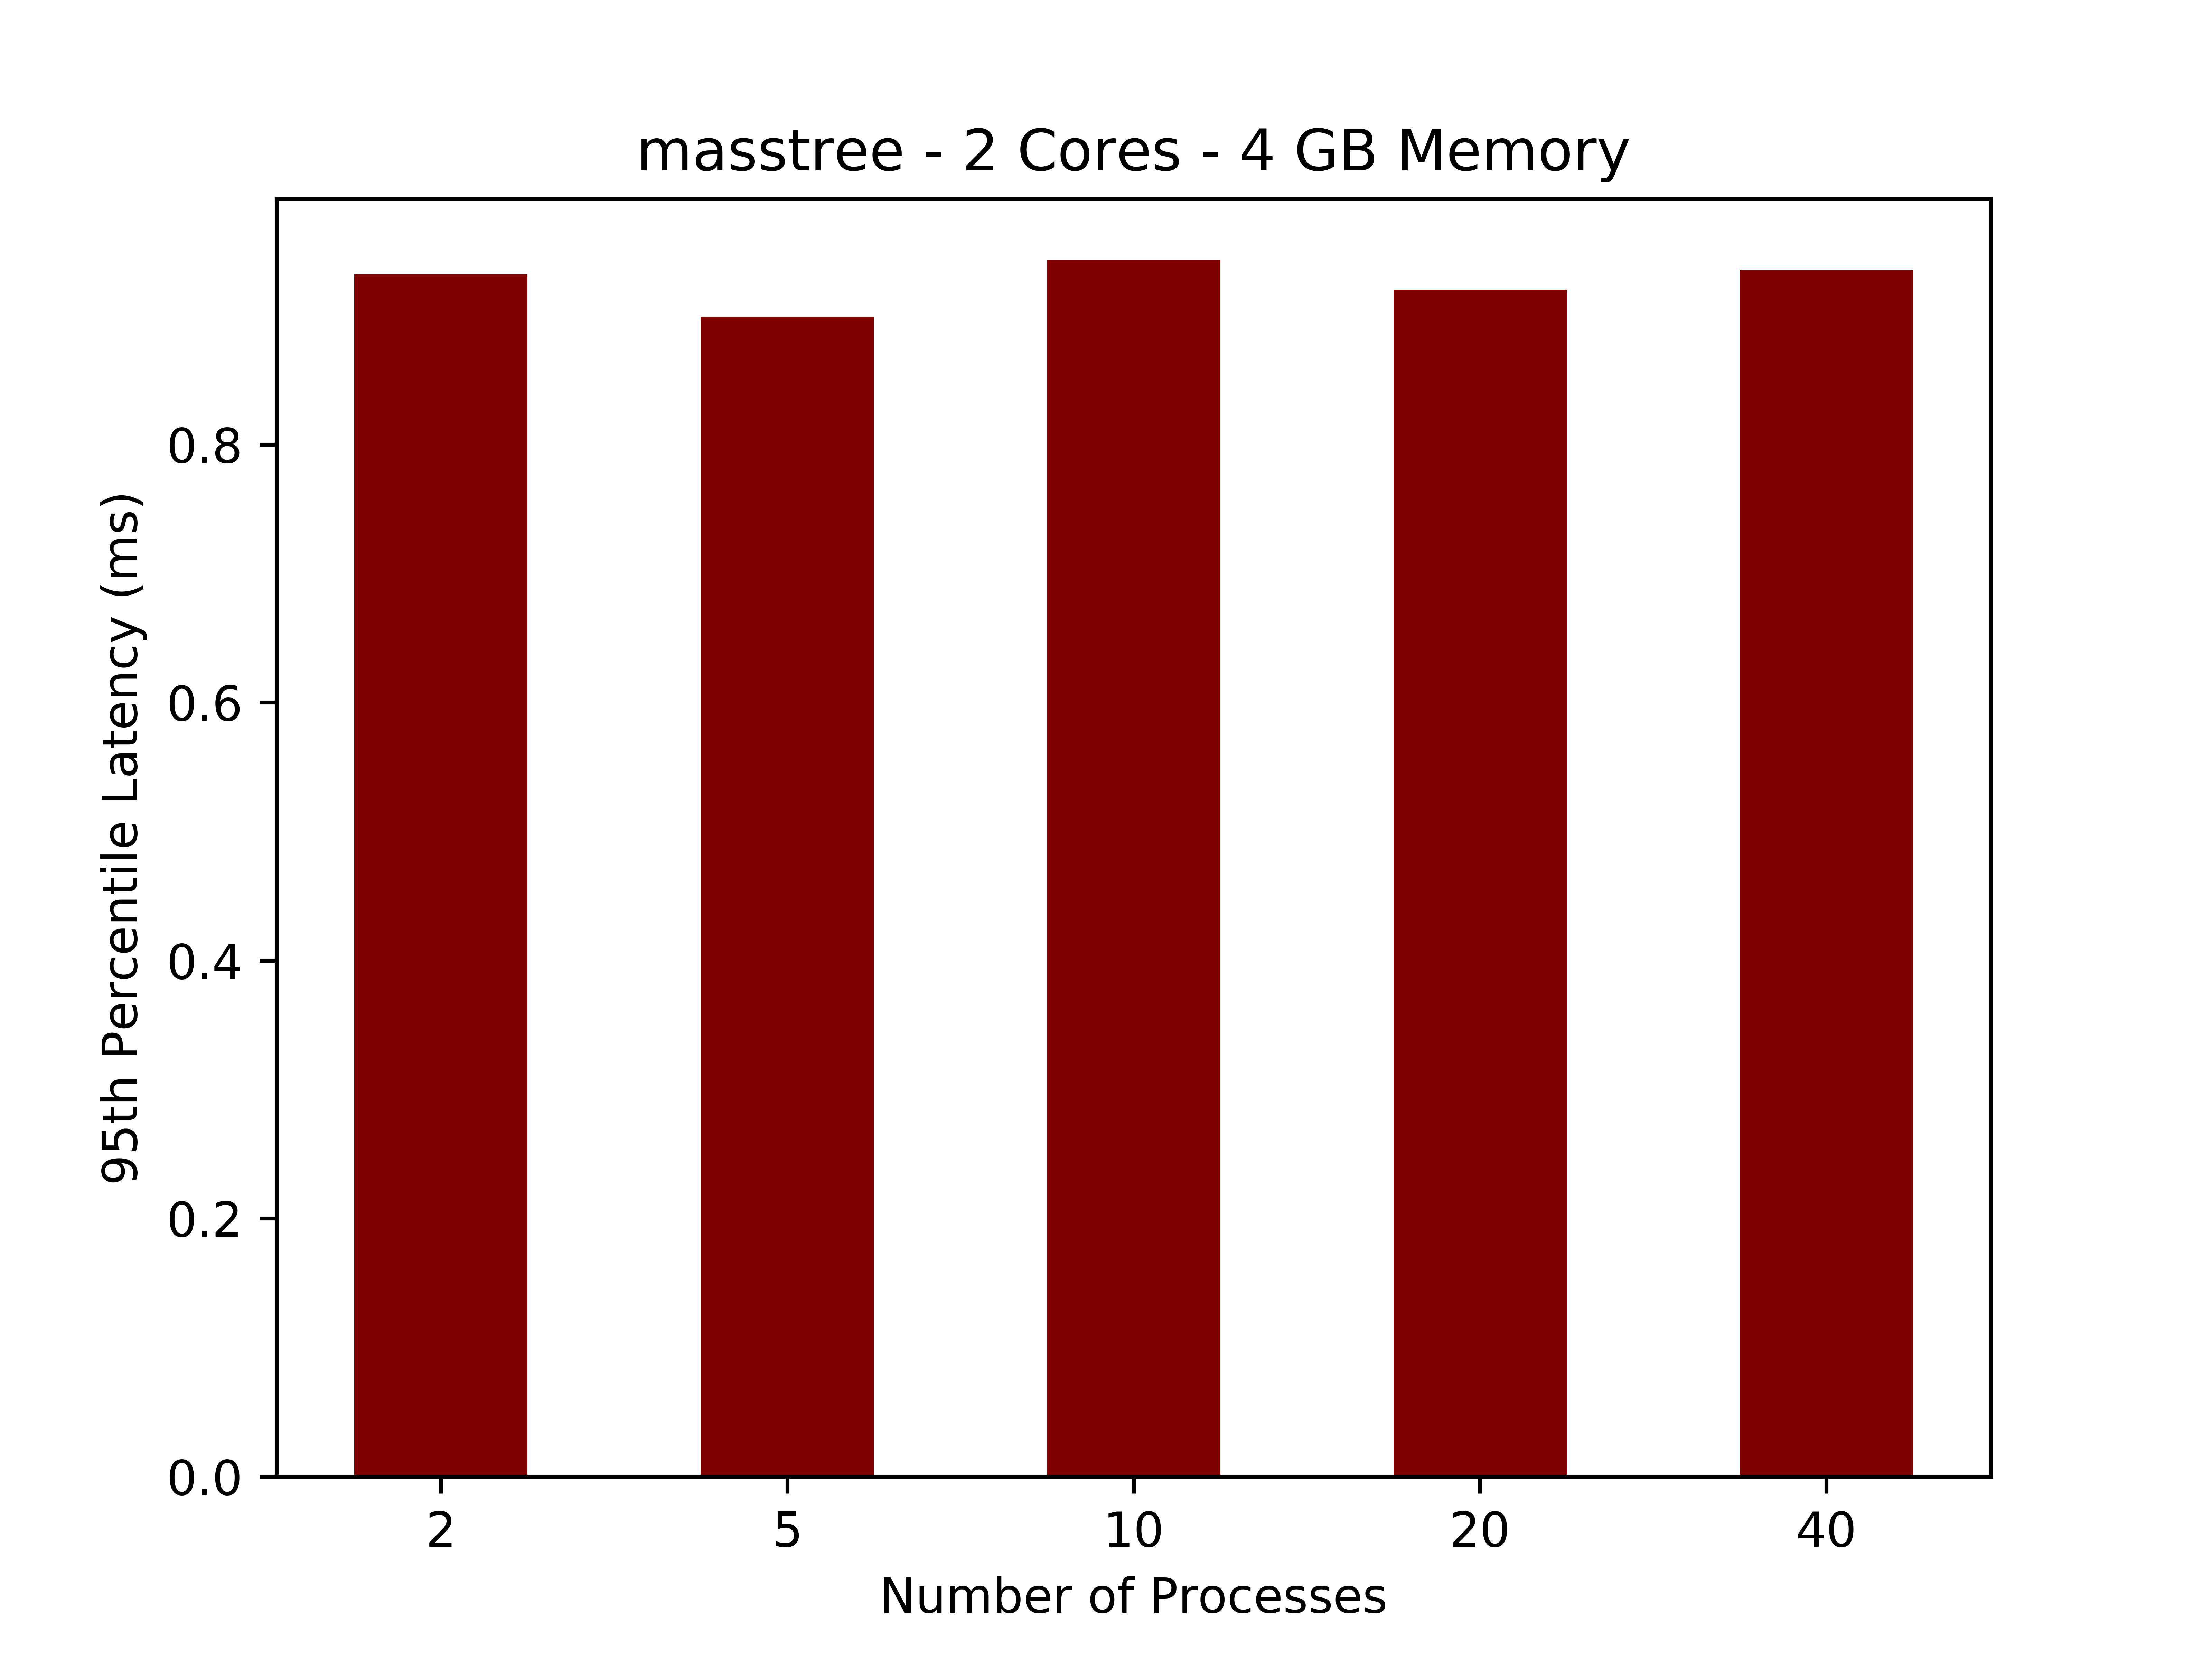 masstree - 2 Cores - 4 GB Memory
95th Percentile Latency (ms)
0.8
0.6
0.4
0.2
0.0
2 5 10 20 40
Number of Processes